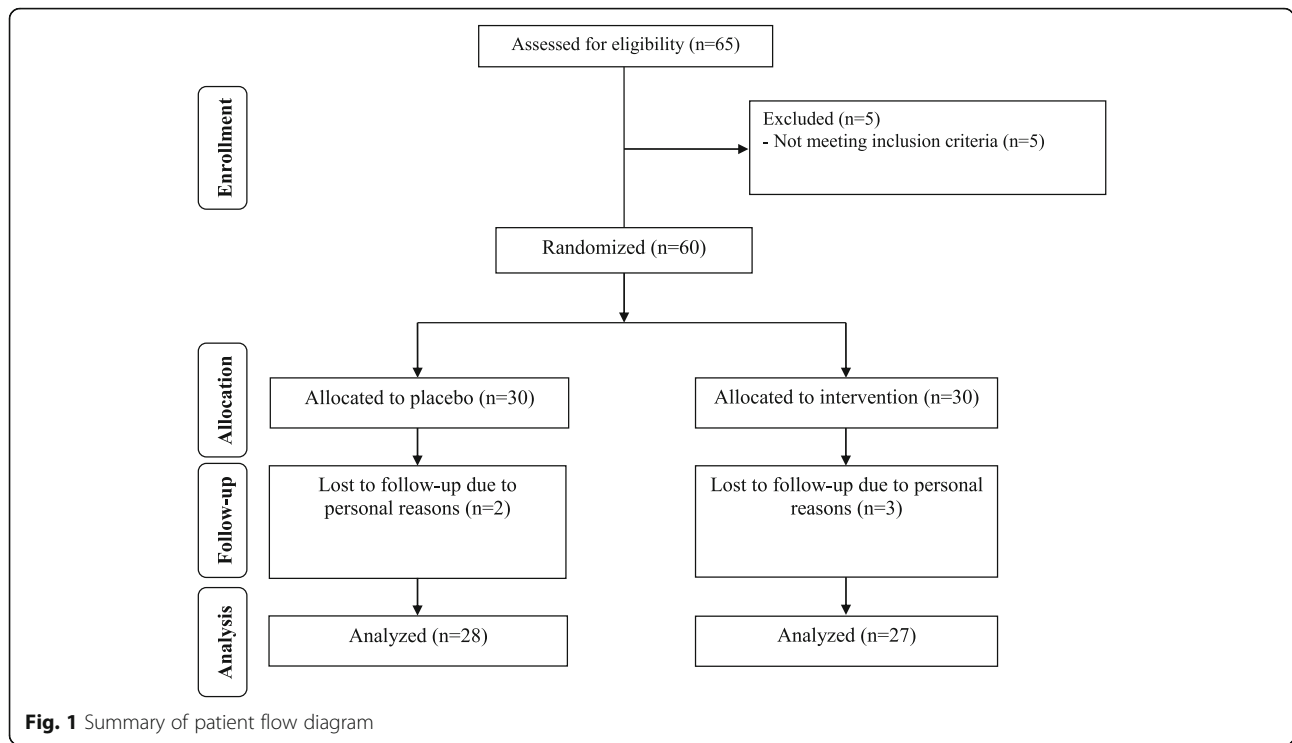 Assessed for eligibility (n=65)
Enrollment
Excluded (n=5)
- Not meeting inclusion criteria (n=5)
Randomized (n=60)
Allocation
Allocated to placebo (n=30)
Allocated to intervention (n=30)
Follow-up
Lost to follow-up due to
personal reasons (n=2)
Lost to follow-up due to personal
reasons (n=3)
Analysis
Analyzed (n=28)
Analyzed (n=27)
Fig. 1 Summary of patient flow diagram